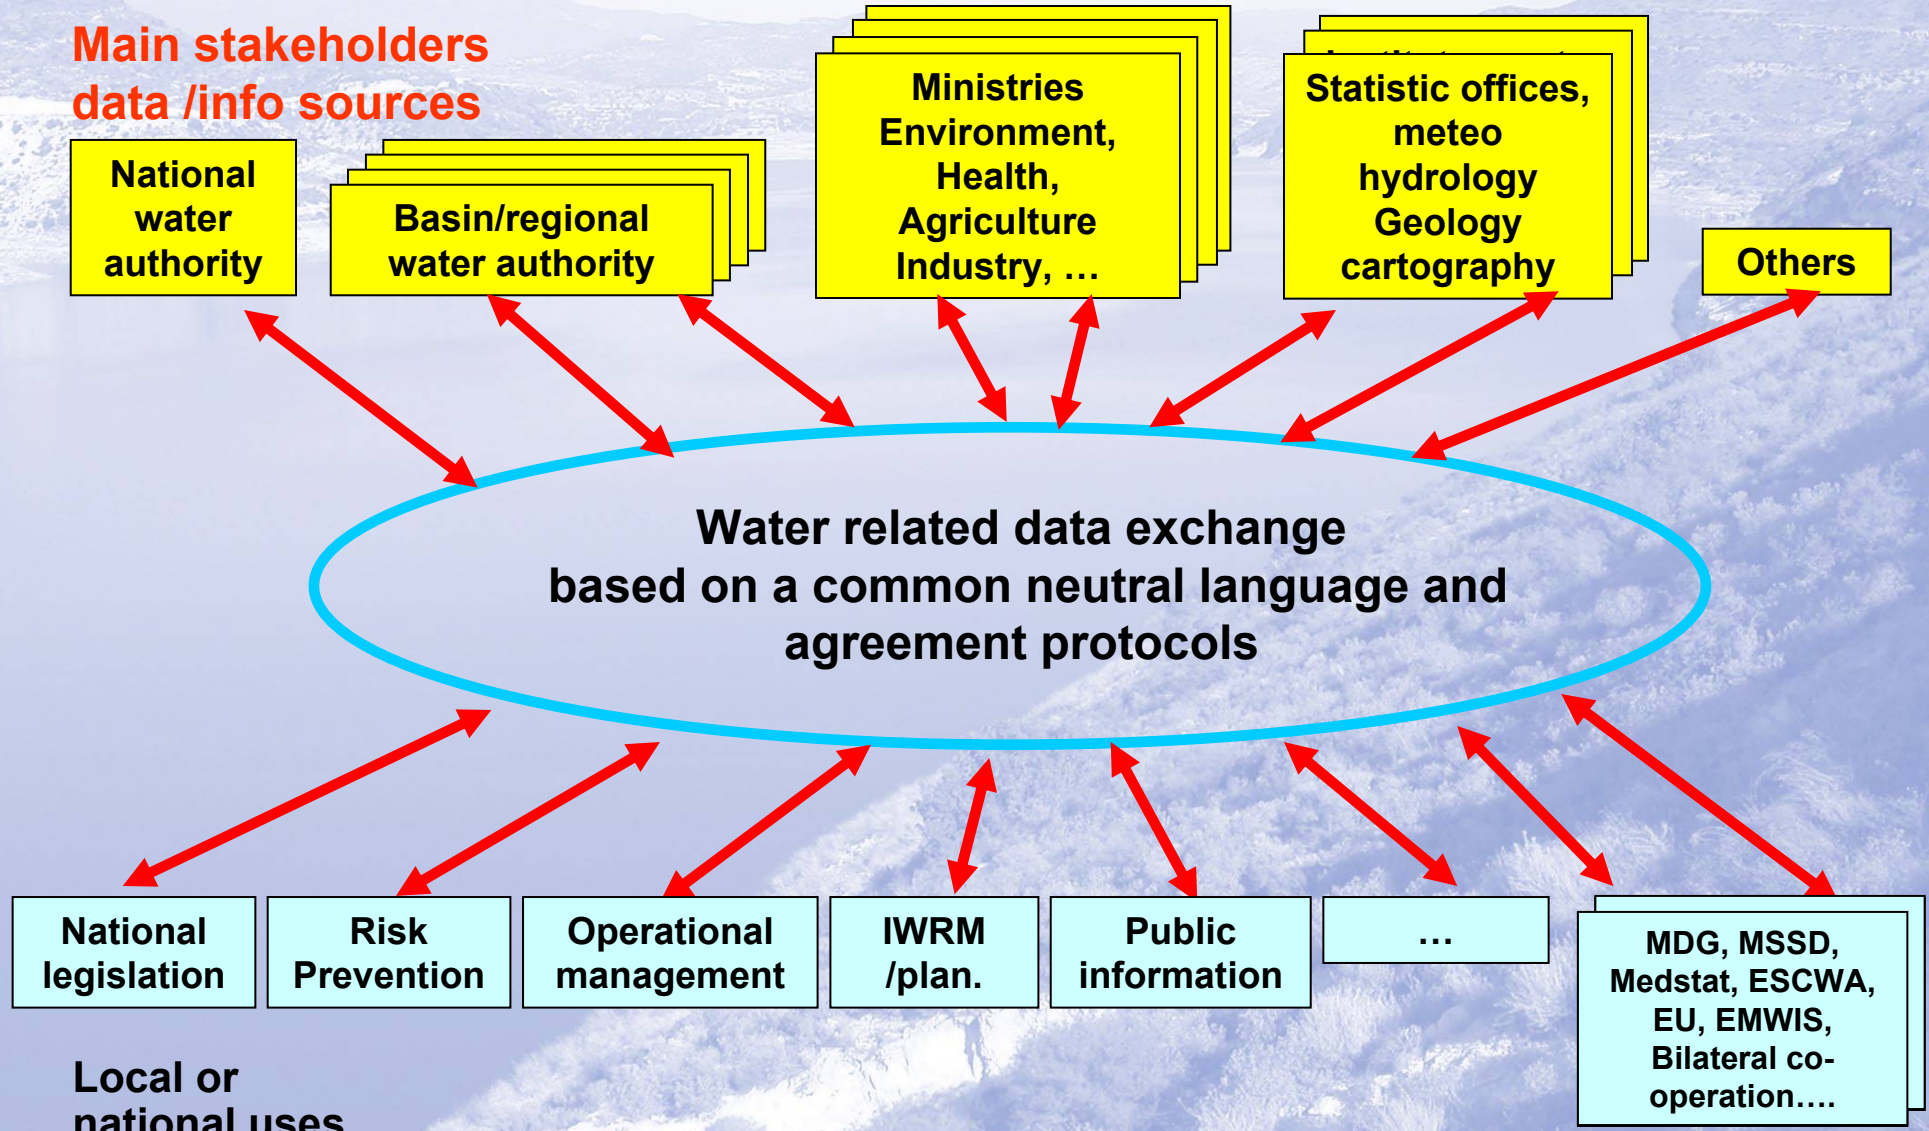 Main stakeholders
data /info sources
National
water
authority
Basin/regional
water authority
Ministries
Environment,
Health,
Agriculture
Industry, …
Statistic offices,
meteo
hydrology
Geology
cartography
Others
Water related data exchange
based on a common neutral language and
agreement protocols
National
legislation
Risk
Prevention
Operational
management
IWRM
/plan.
Public
information
…
MDG, MSSD,
Medstat, ESCWA,
EU, EMWIS,
Bilateral co-
operation….
Local or
national uses